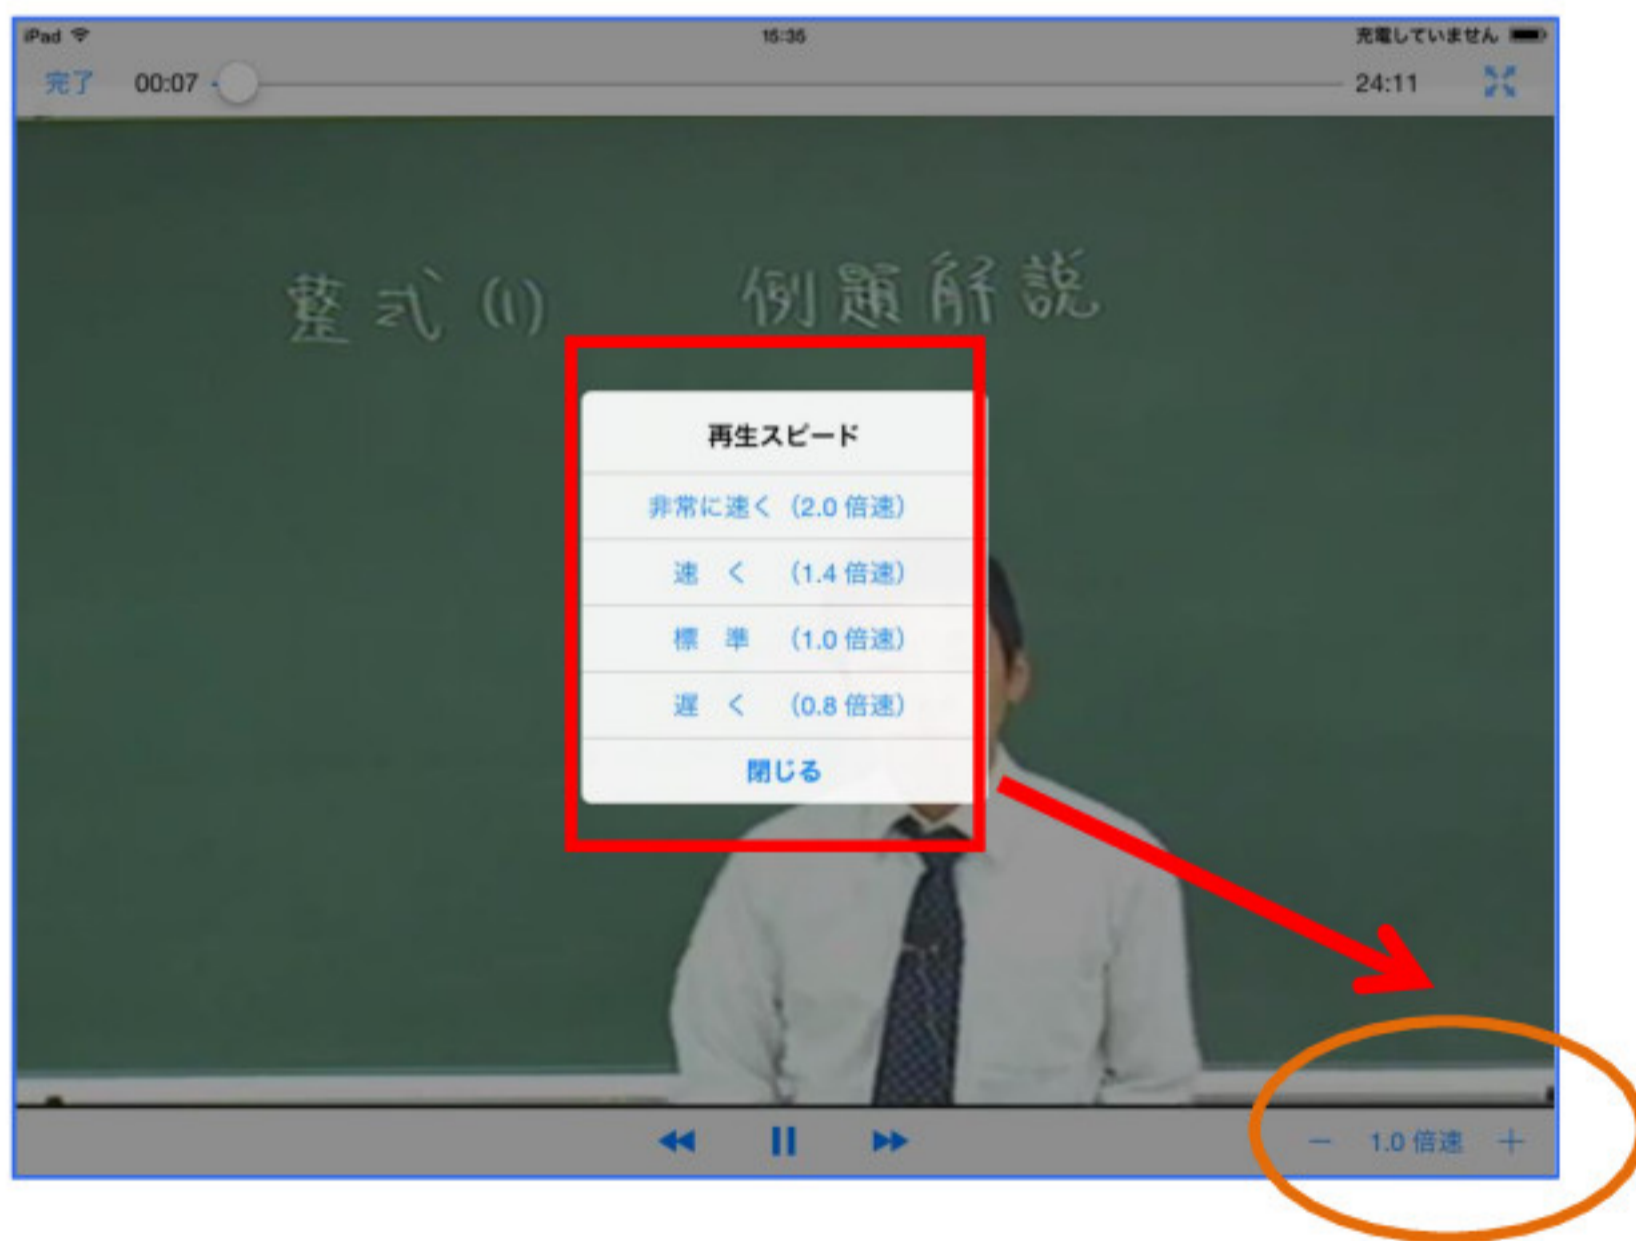 iPad 15:35 充電していません
完了 00:07 24:11
整式(1) 例題解説
再生スピード
非常に速く (2.0 倍速)
速 く (1.4 倍速)
標 準 (1.0 倍速)
遅 く (0.8 倍速)
閉じる
− 1.0 倍速 +